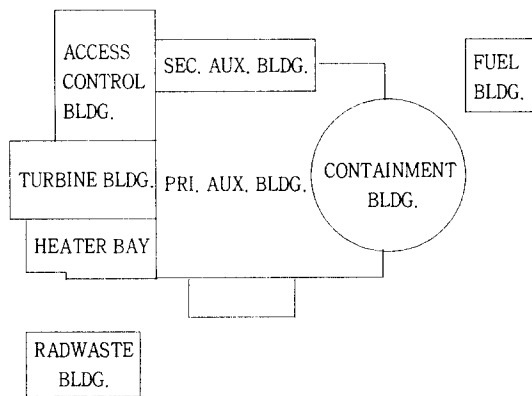 ACCESS
CONTROL
BLDG.
SEC. AUX. BLDG.
FUEL
BLDG.
TURBINE BLDG.
PRI. AUX. BLDG.
CONTAINMENT
BLDG.
HEATER BAY
RADWASTE
BLDG.